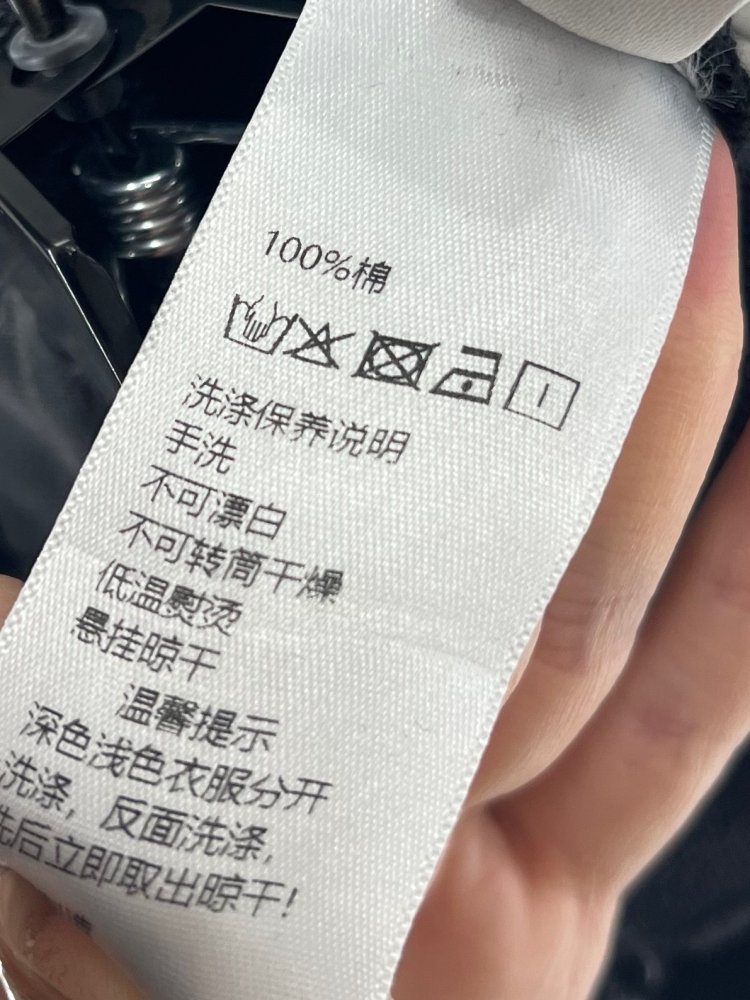 100%棉
洗涤保养说明
手洗
不可漂白
不可转筒干燥
低温熨烫
悬挂晾干
温馨提示
深色浅色衣服分开
洗涤，反面洗涤，
洗后立即取出晾干！